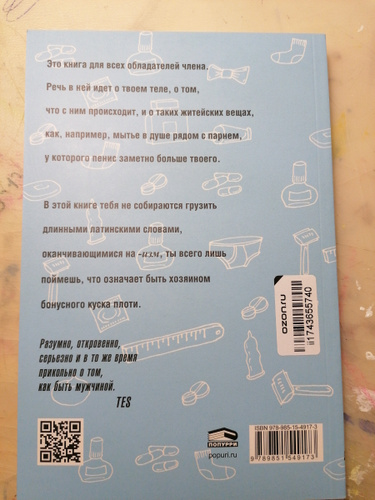 Это книга для всех обладателей члена.
Речь в ней идет о твоем теле, о том,
что с ним происходит, и о таких житейских вещах,
как, например, мытье в душе рядом с парнем,
у которого пенис заметно больше твоего.
В этой книге тебя не собираются грузить
длинными латинскими словами,
оканчивающимися на -изм, ты всего лишь
поймешь, что означает быть хозяином
бонусного куска плоти.
Разумно, откровенно,
серьезно и в то же время
прикольно о том,
как быть мужчиной.
TES
ozon.ru
i1743655740
ПОПУРРИ
popuri.ru
ISBN 978-985-15-4917-3
9789851549173